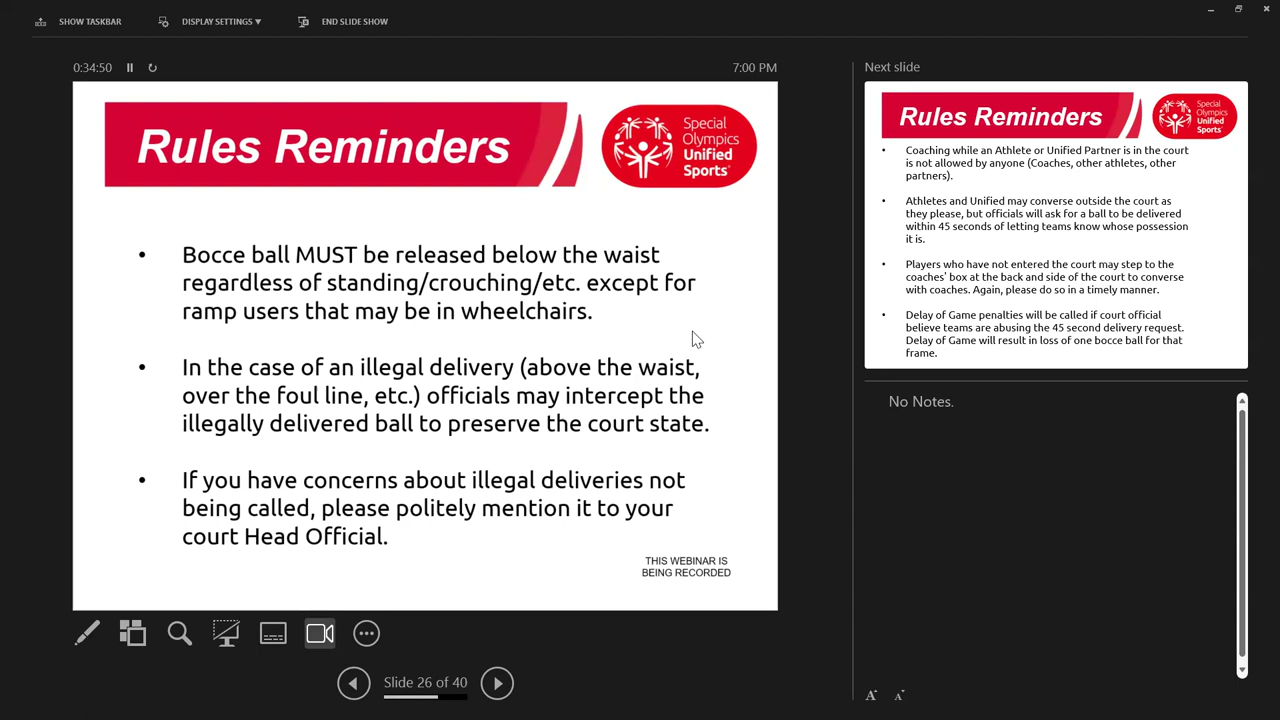 SHOW TASKBAR
DISPLAY SETTINGS ▼
END SLIDE SHOW
0:34:50
7:00 PM
Rules Reminders
Special
Olympics
Unified
Sports®
• Bocce ball MUST be released below the waist
regardless of standing/crouching/etc. except for
ramp users that may be in wheelchairs.
• In the case of an illegal delivery (above the waist,
over the foul line, etc.) officials may intercept the
illegally delivered ball to preserve the court state.
• If you have concerns about illegal deliveries not
being called, please politely mention it to your
court Head Official.
THIS WEBINAR IS
BEING RECORDED
Slide 26 of 40
Next slide
Rules Reminders
Special
Olympics
Unified
Sports®
• Coaching while an Athlete or Unified Partner is in the court
is not allowed by anyone (Coaches, other athletes, other
partners).
• Athletes and Unified may converse outside the court as
they please, but officials will ask for a ball to be delivered
within 45 seconds of letting teams know whose possession
it is.
• Players who have not entered the court may step to the
coaches' box at the back and side of the court to converse
with coaches. Again, please do so in a timely manner.
• Delay of Game penalties will be called if court official
believe teams are abusing the 45 second delivery request.
Delay of Game will result in loss of one bocce ball for that
frame.
No Notes.
A A